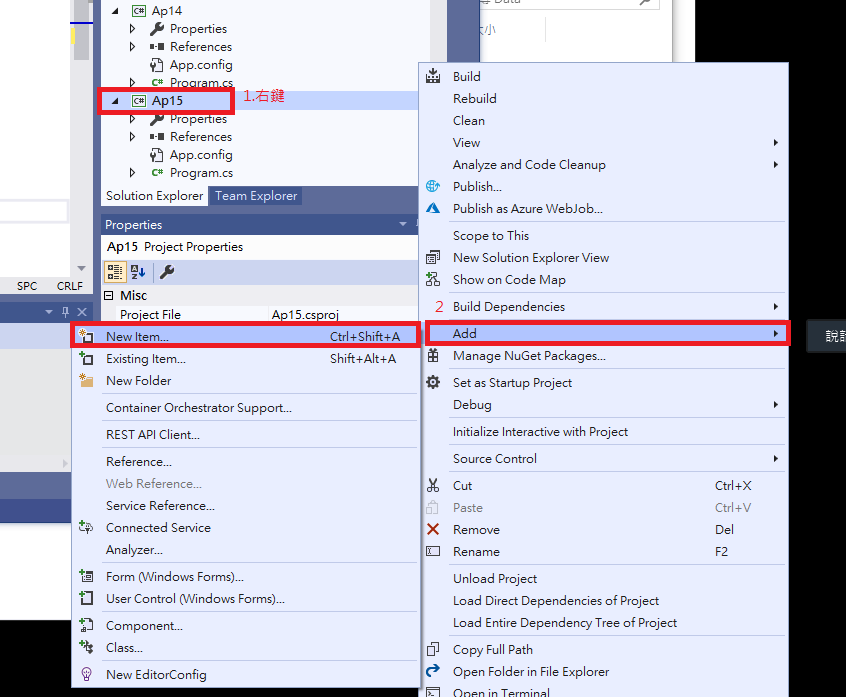 C# Ap14
Properties
References
App.config
C# Program.cs
C# Ap15
1.右鍵
Properties
References
App.config
C# Program.cs
Solution Explorer Team Explorer
Properties
Ap15 Project Properties
Misc
Project File Ap15.csproj
SPC CRLF
Data
大小
New Item... Ctrl+Shift+A
Existing Item... Shift+Alt+A
New Folder
Container Orchestrator Support...
REST API Client...
Reference...
Web Reference...
Service Reference...
Connected Service
Analyzer...
Form (Windows Forms)...
User Control (Windows Forms)...
Component...
Class...
New EditorConfig
Build
Rebuild
Clean
View
Analyze and Code Cleanup
Publish...
Publish as Azure WebJob...
Scope to This
New Solution Explorer View
Show on Code Map
2 Build Dependencies
Add
Manage NuGet Packages...
Set as Startup Project
Debug
Initialize Interactive with Project
Source Control
Cut Ctrl+X
Paste Ctrl+V
Remove Del
Rename F2
Unload Project
Load Direct Dependencies of Project
Load Entire Dependency Tree of Project
Copy Full Path
Open Folder in File Explorer
Open in Terminal